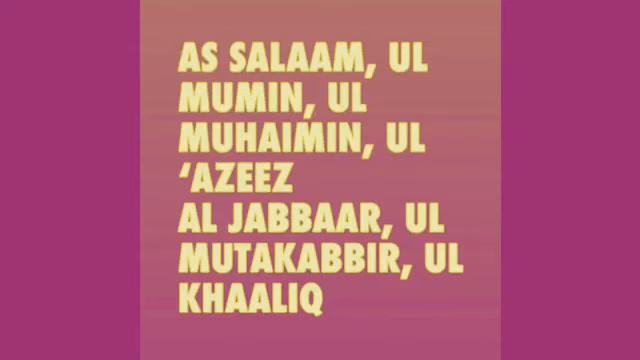 AS SALAAM, UL
MUMIN, UL
MUHAIMIN, UL
‘AZEEZ
AL JABBAAR, UL
MUTAKABBIR, UL
KHAALIQ